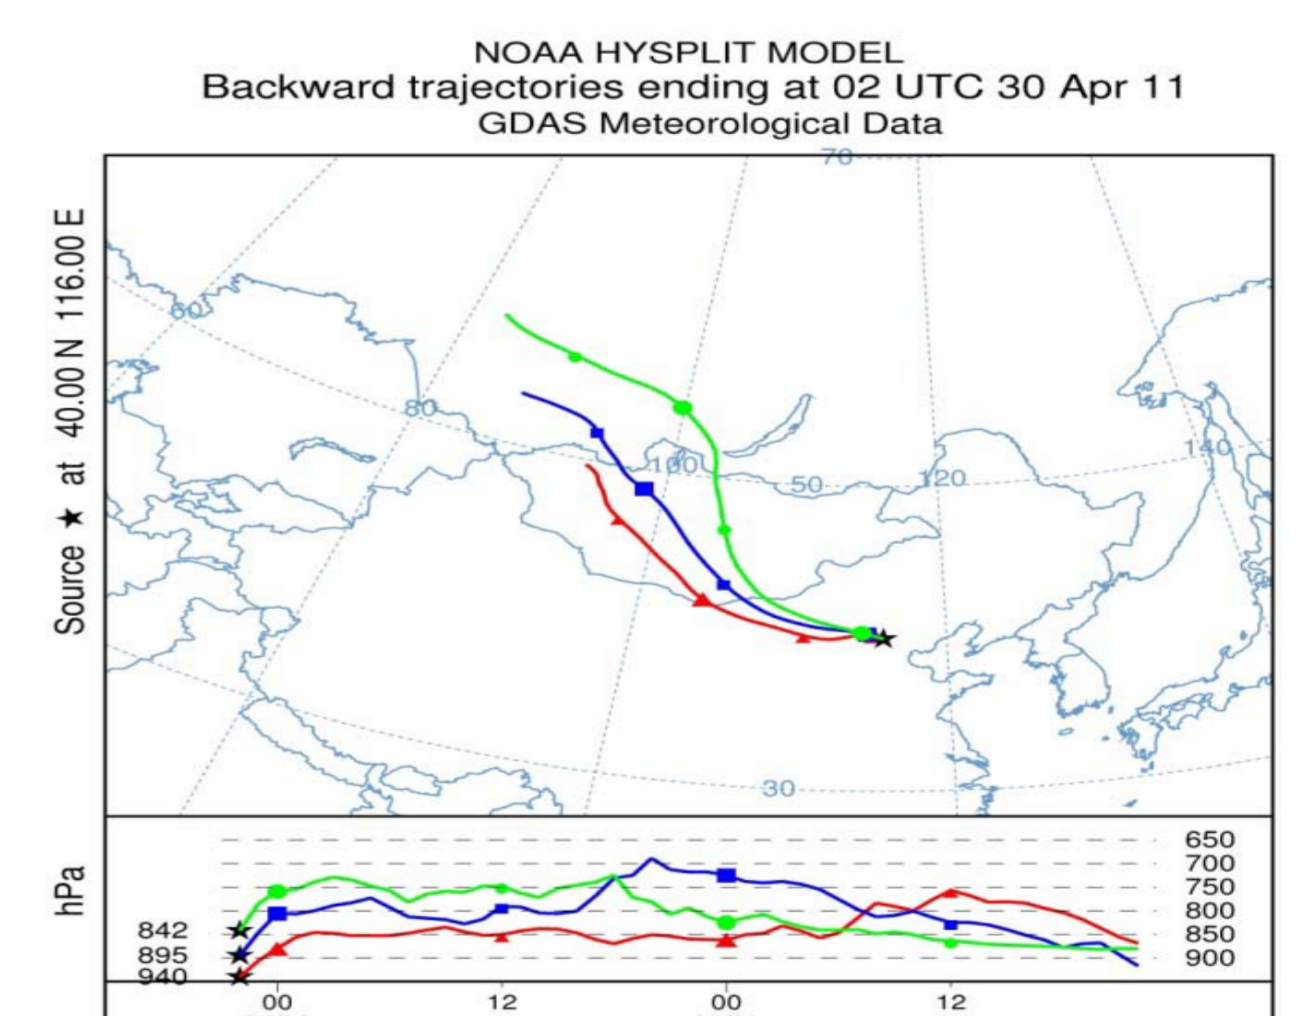 NOAA HYSPLIT MODEL
Backward trajectories ending at 02 UTC 30 Apr 11
GDAS Meteorological Data
Source ★ at 40.00 N 116.00 E
70
60
80
100
50
120
140
30
hPa
842
895
940
650
700
750
800
850
900
00 12 00 12